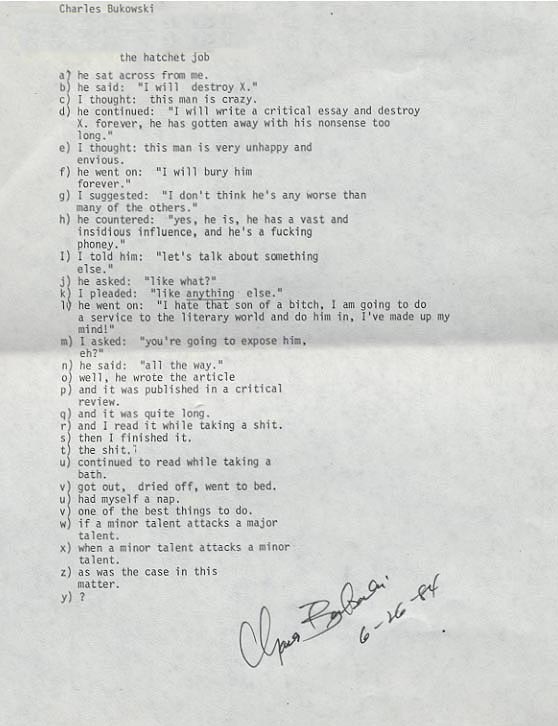 Charles Bukowski
the hatchet job
a) he sat across from me.
b) he said: "I will destroy X."
c) I thought: this man is crazy.
d) he continued: "I will write a critical essay and destroy
X. forever, he has gotten away with his nonsense too
long."
e) I thought: this man is very unhappy and
envious.
f) he went on: "I will bury him
forever."
g) I suggested: "I don't think he's any worse than
many of the others."
h) he countered: "yes, he is, he has a vast and
insidious influence, and he's a fucking
phoney."
I) I told him: "let's talk about something
else."
j) he asked: "like what?"
k) I pleaded: "like anything else."
l) he went on: "I hate that son of a bitch, I am going to do
a service to the literary world and do him in, I've made up my
mind!"
m) I asked: "you're going to expose him,
eh?"
n) he said: "all the way."
o) well, he wrote the article
p) and it was published in a critical
review.
q) and it was quite long.
r) and I read it while taking a shit.
s) then I finished it.
t) the shit.
u) continued to read while taking a
bath.
v) got out, dried off, went to bed.
u) had myself a nap.
v) one of the best things to do.
w) if a minor talent attacks a major
talent.
x) when a minor talent attacks a minor
talent.
z) as was the case in this
matter.
y) ?
Charles Bukowski
6-26-84